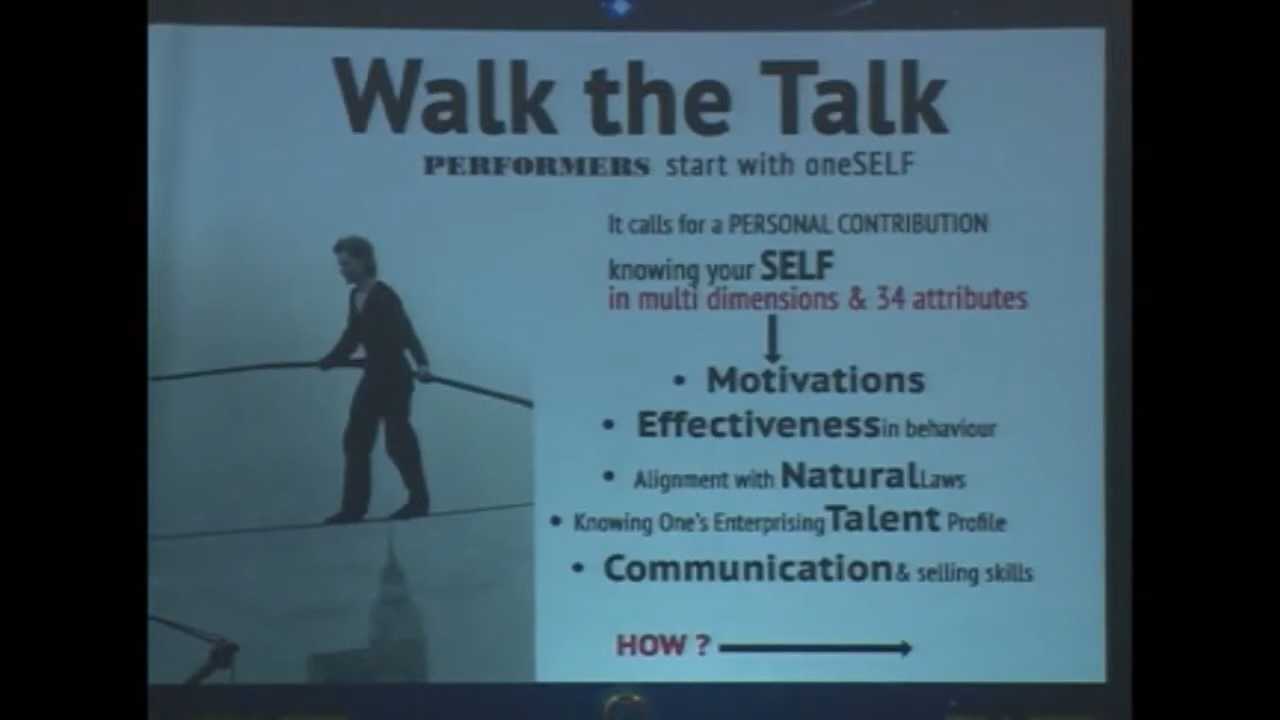 Walk the Talk
PERFORMERS start with oneSELF
It calls for a PERSONAL CONTRIBUTION
knowing your SELF
in multi dimensions & 34 attributes
• Motivations
• Effectiveness in behaviour
• Alignment with Natural Laws
• Knowing One's Enterprising Talent Profile
• Communication & selling skills
HOW ?